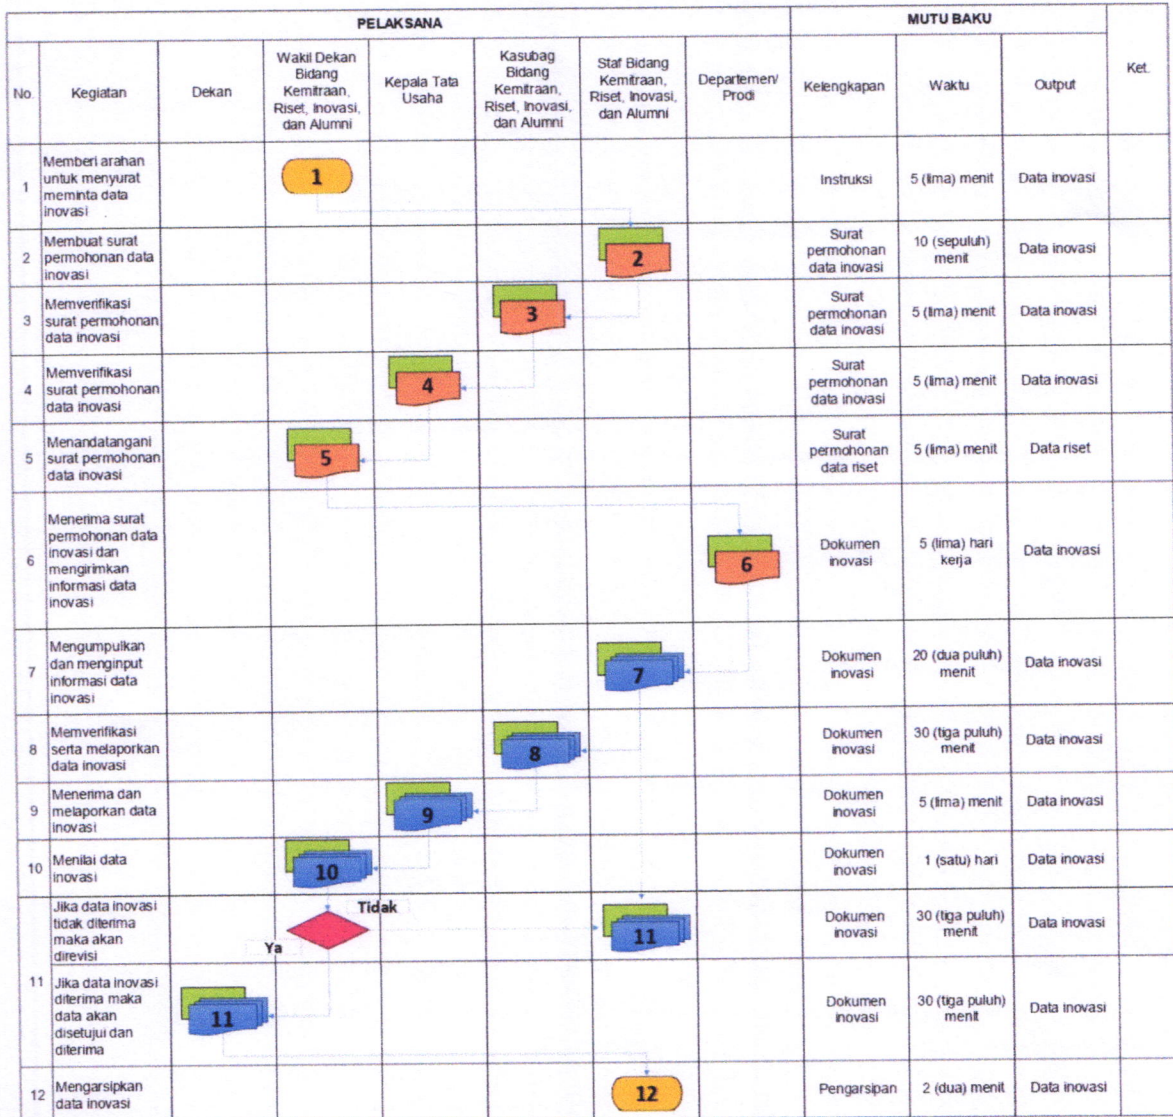 PELAKSANA
MUTU BAKU
No.
Kegiatan
Dekan
Wakil Dekan
Bidang
Kemitraan,
Riset, Inovasi,
dan Alumni
Kepala Tata
Usaha
Kasubag
Bidang
Kemitraan,
Riset, Inovasi,
dan Alumni
Staf Bidang
Kemitraan,
Riset, Inovasi,
dan Alumni
Departemen/
Prodi
Kelengkapan
Waktu
Output
Ket.
1
Memberi arahan
untuk menyurat
meminta data
inovasi
1
Instruksi
5 (lima) menit
Data inovasi
2
Membuat surat
permohonan data
inovasi
2
Surat
permohonan
data inovasi
10 (sepuluh)
menit
Data inovasi
3
Memverifikasi
surat permohonan
data inovasi
3
Surat
permohonan
data inovasi
5 (lima) menit
Data inovasi
4
Memverifikasi
surat permohonan
data inovasi
4
Surat
permohonan
data inovasi
5 (lima) menit
Data inovasi
5
Menandatangani
surat permohonan
data inovasi
5
Surat
permohonan
data riset
5 (lima) menit
Data riset
6
Menerima surat
permohonan data
inovasi dan
mengirimkan
informasi data
inovasi
6
Dokumen
inovasi
5 (lima) hari
kerja
Data inovasi
7
Mengumpulkan
dan menginput
informasi data
inovasi
7
Dokumen
inovasi
20 (dua puluh)
menit
Data inovasi
8
Memverifikasi
serta melaporkan
data inovasi
8
Dokumen
inovasi
30 (tiga puluh)
menit
Data inovasi
9
Menerima dan
melaporkan data
inovasi
9
Dokumen
inovasi
5 (lima) menit
Data inovasi
10
Menilai data
inovasi
10
Dokumen
inovasi
1 (satu) hari
Data inovasi
11
Jika data inovasi
tidak diterima
maka akan
direvisi
Tidak
Ya
11
Dokumen
inovasi
30 (tiga puluh)
menit
Data inovasi
Jika data inovasi
diterima maka
data akan
disetujui dan
diterima
11
Dokumen
inovasi
30 (tiga puluh)
menit
Data inovasi
12
Mengarsipkan
data inovasi
12
Pengarsipan
2 (dua) menit
Data inovasi